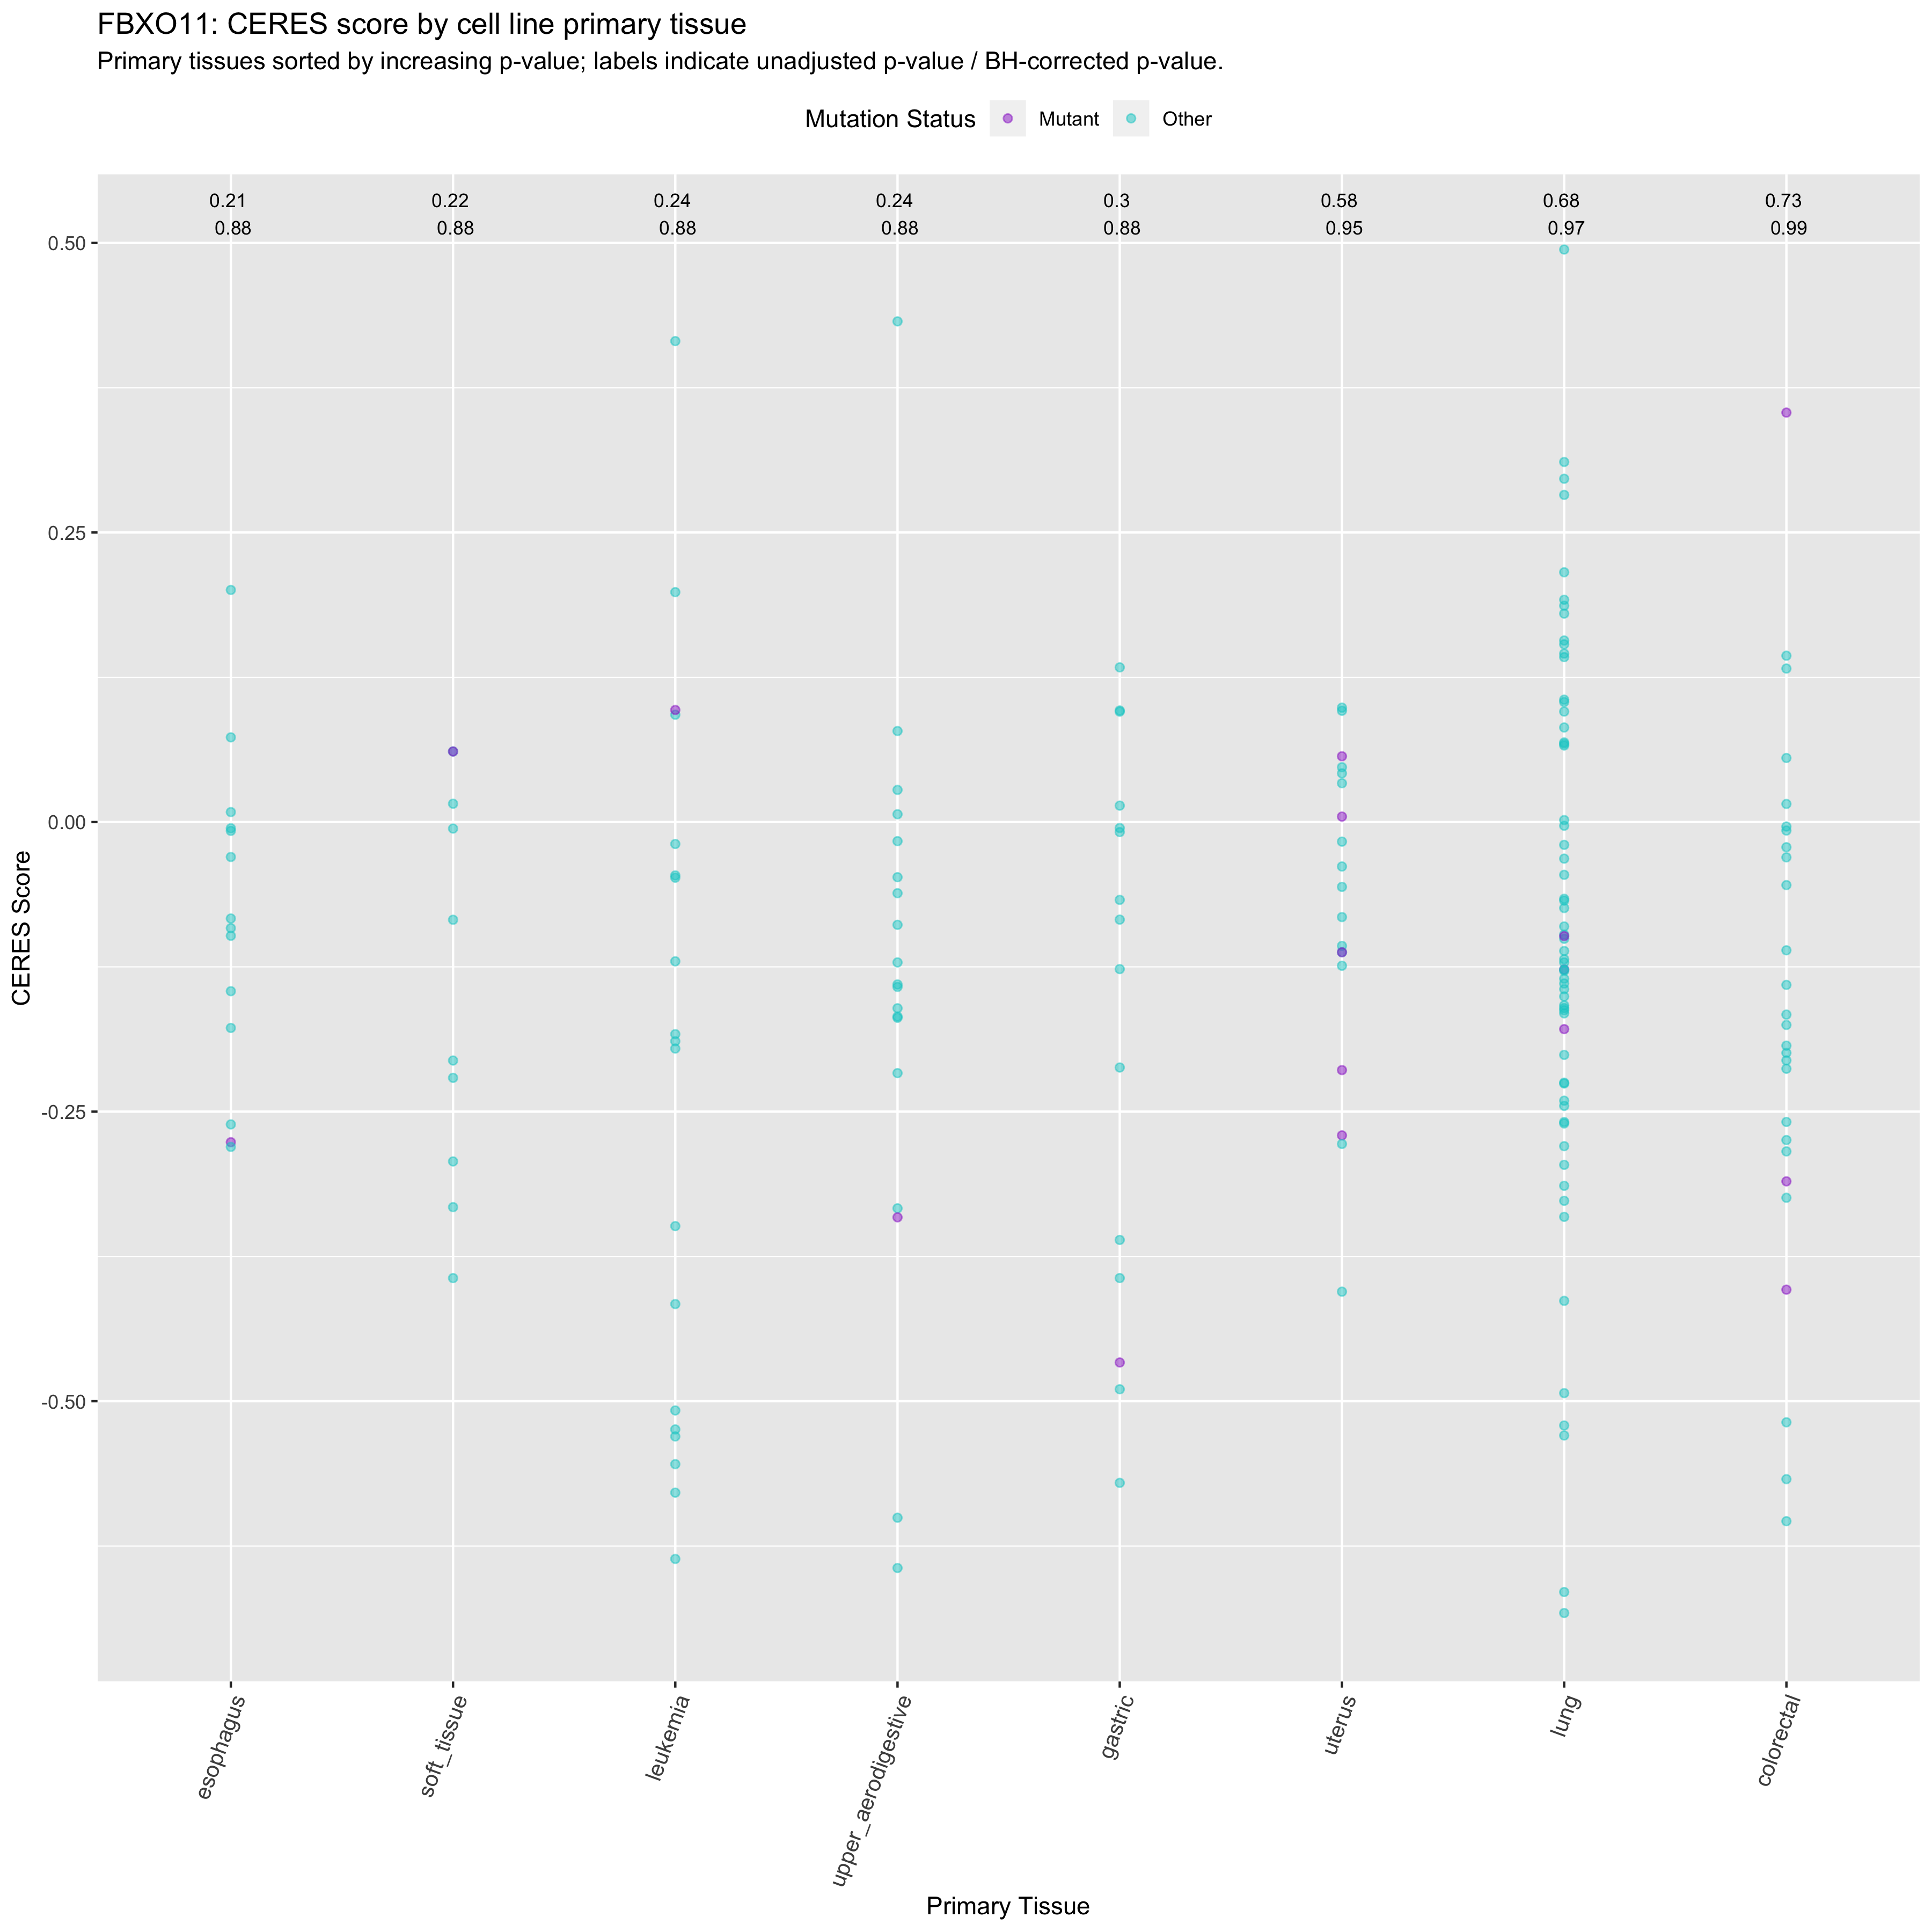 FBXO11: CERES score by cell line primary tissue
Primary tissues sorted by increasing p-value; labels indicate unadjusted p-value / BH-corrected p-value.
Mutation Status Mutant Other
0.21 0.22 0.24 0.24 0.3 0.58 0.68 0.73
0.88 0.88 0.88 0.88 0.88 0.95 0.97 0.99
0.50
0.25
0.00
-0.25
-0.50
CERES Score
esophagus
soft_tissue
leukemia
upper_aerodigestive
gastric
uterus
lung
colorectal
Primary Tissue